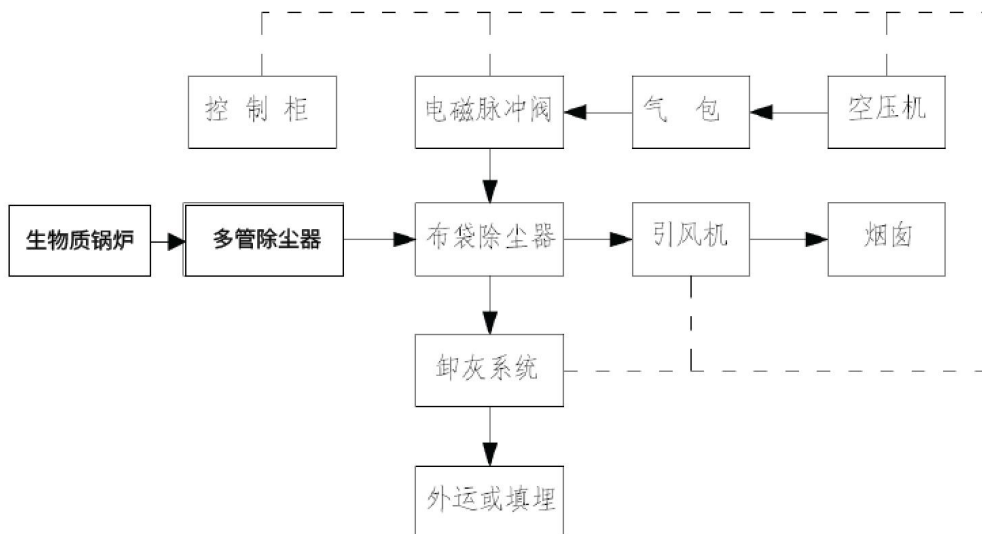 控制柜
电磁脉冲阀
气包
空压机
生物质锅炉
多管除尘器
布袋除尘器
引风机
烟囱
卸灰系统
外运或填埋